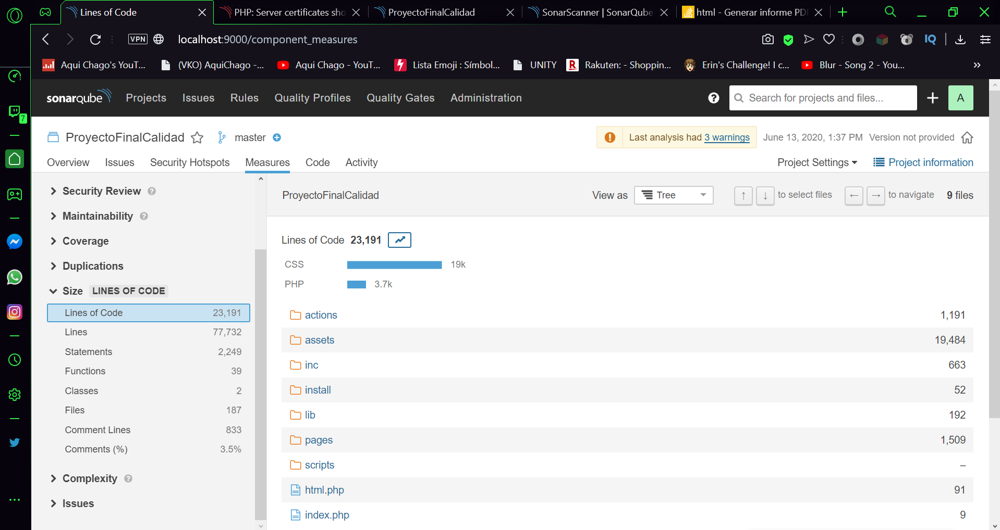 Lines of Code
PHP: Server certificates sho
ProyectoFinalCalidad
SonarScanner | SonarQube
html - Generar informe PD
VPN
localhost:9000/component_measures
IQ
Aqui Chago's YouT...
(VKO) AquiChago -...
Aqui Chago - YouT...
Lista Emoji : Símbol...
UNITY
R
Rakuten: - Shoppin...
Erin's Challenge! I c...
Blur - Song 2 - You...
»
7
sonarqube
Projects
Issues
Rules
Quality Profiles
Quality Gates
Administration
?
Search for projects and files...
A
ProyectoFinalCalidad
master
Last analysis had 3 warnings
June 13, 2020, 1:37 PM
Version not provided
Overview
Issues
Security Hotspots
Measures
Code
Activity
Project Settings
Project information
Security Review ?
Maintainability ?
Coverage
Duplications
Size LINES OF CODE
Lines of Code 23,191
Lines 77,732
Statements 2,249
Functions 39
Classes 2
Files 187
Comment Lines 833
Comments (%) 3.5%
Complexity ?
Issues
ProyectoFinalCalidad
View as
Tree
↑ ↓ to select files
← → to navigate
9 files
Lines of Code 23,191
CSS 19k
PHP 3.7k
actions 1,191
assets 19,484
inc 663
install 52
lib 192
pages 1,509
scripts –
html.php 91
index.php 9